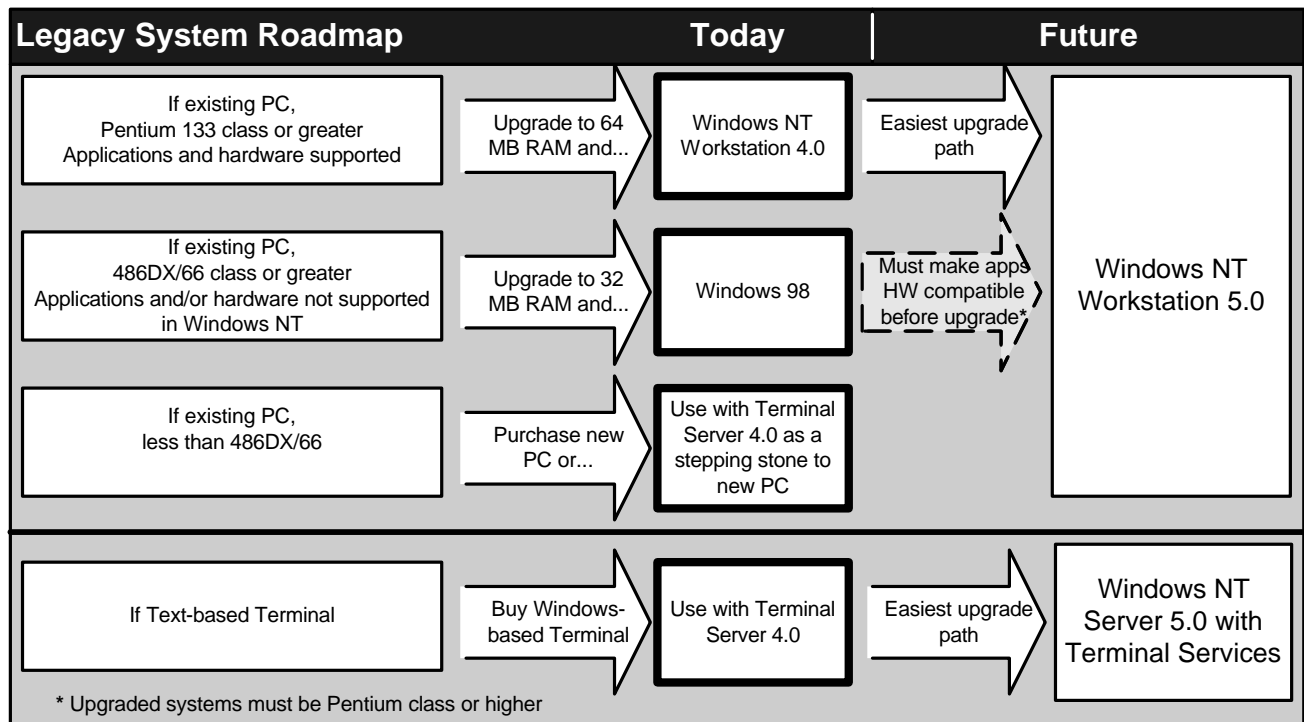 Legacy System Roadmap
Today
Future
If existing PC,
Pentium 133 class or greater
Applications and hardware supported
Upgrade to 64
MB RAM and...
Windows NT
Workstation 4.0
Easiest upgrade
path
If existing PC,
486DX/66 class or greater
Applications and/or hardware not supported
in Windows NT
Upgrade to 32
MB RAM and...
Windows 98
Must make apps
HW compatible
before upgrade*
Windows NT
Workstation 5.0
If existing PC,
less than 486DX/66
Purchase new
PC or...
Use with Terminal
Server 4.0 as a
stepping stone to
new PC
If Text-based Terminal
Buy Windows-
based Terminal
Use with Terminal
Server 4.0
Easiest upgrade
path
Windows NT
Server 5.0 with
Terminal Services
* Upgraded systems must be Pentium class or higher